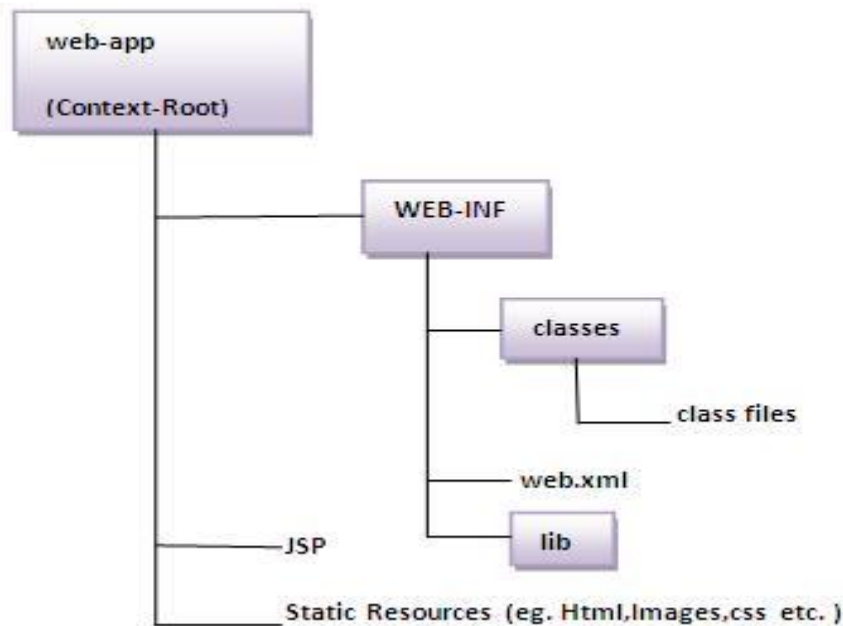 web-app
(Context-Root)
WEB-INF
classes
class files
web.xml
lib
JSP
Static Resources (eg. Html,Images,css etc. )